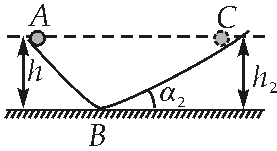 A C
h α₂ h₂
B